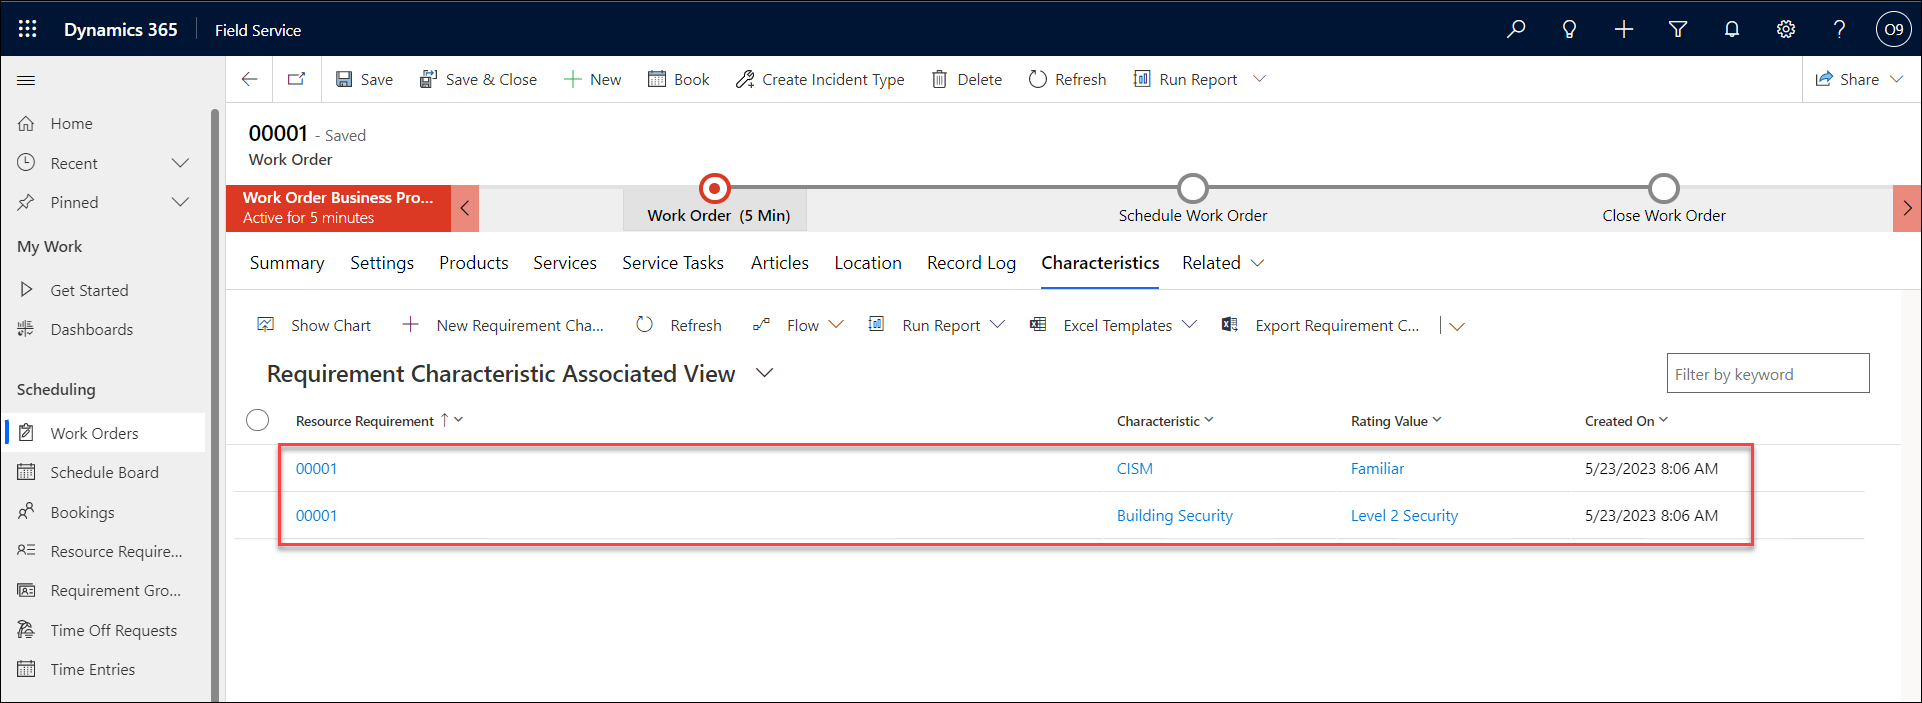 Dynamics 365 Field Service O9
Save Save & Close New Book Create Incident Type Delete Refresh Run Report Share
Home
Recent
Pinned
My Work
Get Started
Dashboards
Scheduling
Work Orders
Schedule Board
Bookings
Resource Require...
Requirement Gro...
Time Off Requests
Time Entries
00001 - Saved
Work Order
Work Order Business Pro...
Active for 5 minutes
Work Order (5 Min) Schedule Work Order Close Work Order
Summary Settings Products Services Service Tasks Articles Location Record Log Characteristics Related
Show Chart New Requirement Cha... Refresh Flow Run Report Excel Templates Export Requirement C...
Requirement Characteristic Associated View Filter by keyword
Resource Requirement Characteristic Rating Value Created On
00001 CISM Familiar 5/23/2023 8:06 AM
00001 Building Security Level 2 Security 5/23/2023 8:06 AM